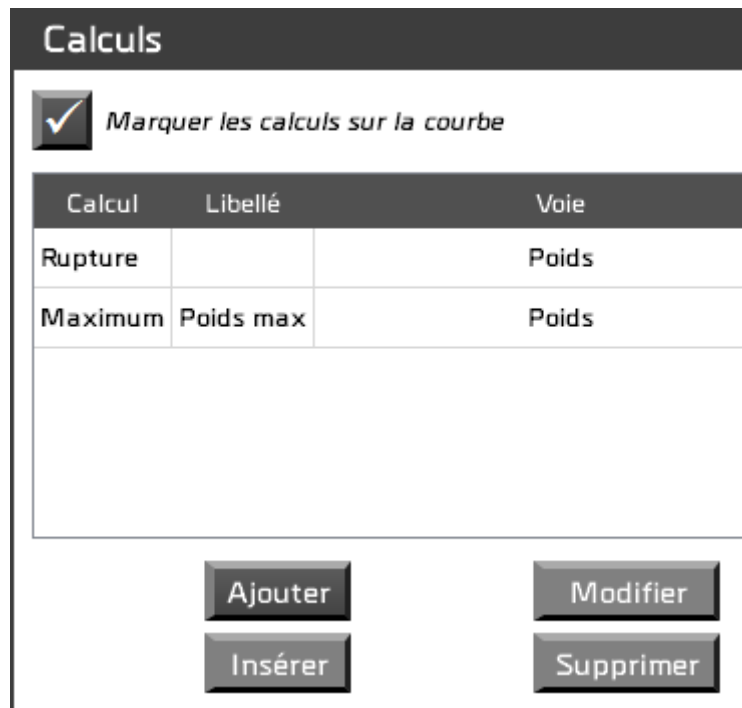 Calculs
Marquer les calculs sur la courbe
Calcul Libellé Voie
Rupture Poids
Maximum Poids max Poids
Ajouter Modifier
Insérer Supprimer